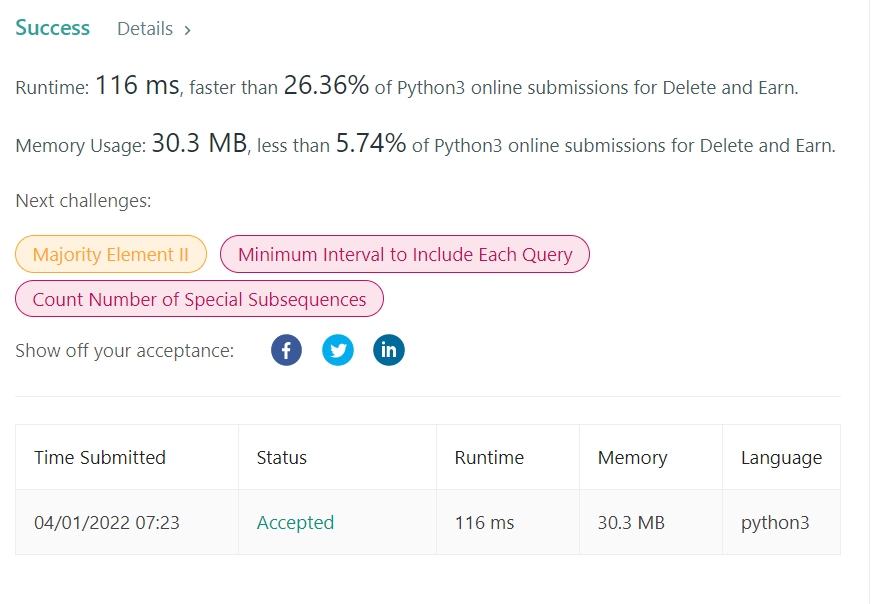 Success Details >
Runtime: 116 ms, faster than 26.36% of Python3 online submissions for Delete and Earn.
Memory Usage: 30.3 MB, less than 5.74% of Python3 online submissions for Delete and Earn.
Next challenges:
Majority Element II Minimum Interval to Include Each Query
Count Number of Special Subsequences
Show off your acceptance: f in
Time Submitted Status Runtime Memory Language
04/01/2022 07:23 Accepted 116 ms 30.3 MB python3